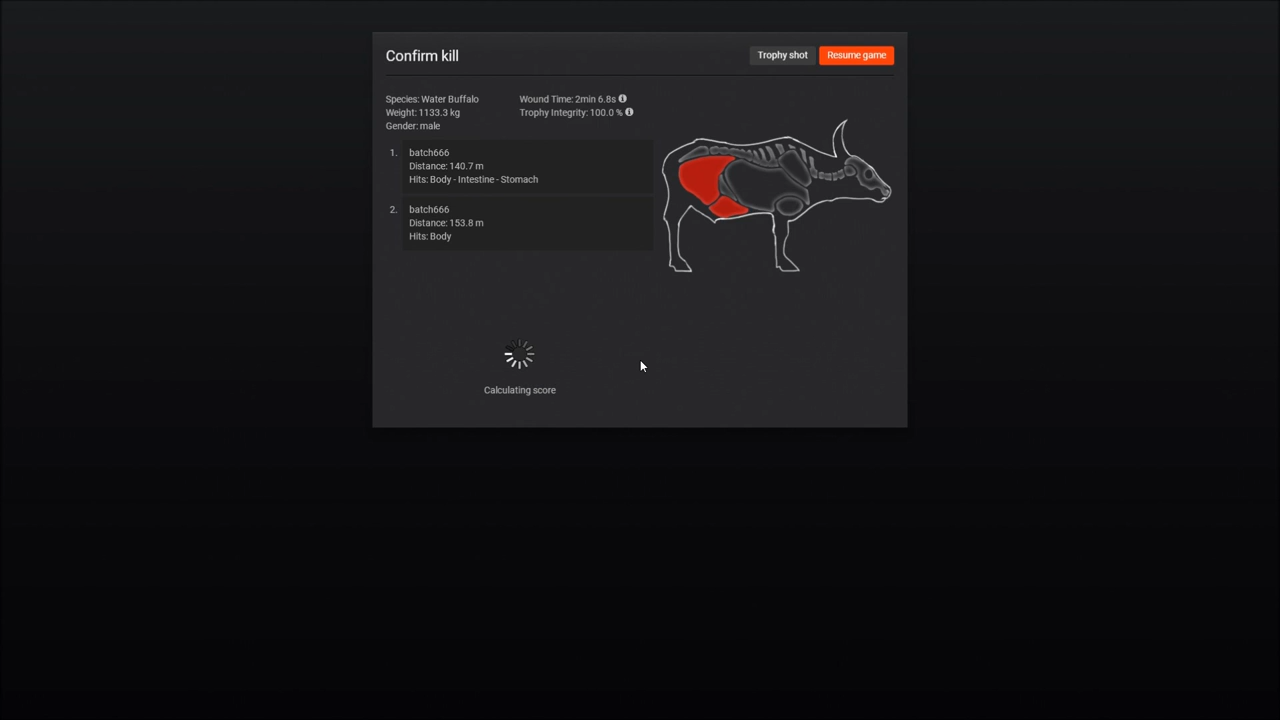 Confirm kill
Trophy shot
Resume game
Species: Water Buffalo
Weight: 1133.3 kg
Gender: male
Wound Time: 2min 6.8s
Trophy Integrity: 100.0 %
1.
batch666
Distance: 140.7 m
Hits: Body - Intestine - Stomach
2.
batch666
Distance: 153.8 m
Hits: Body
Calculating score